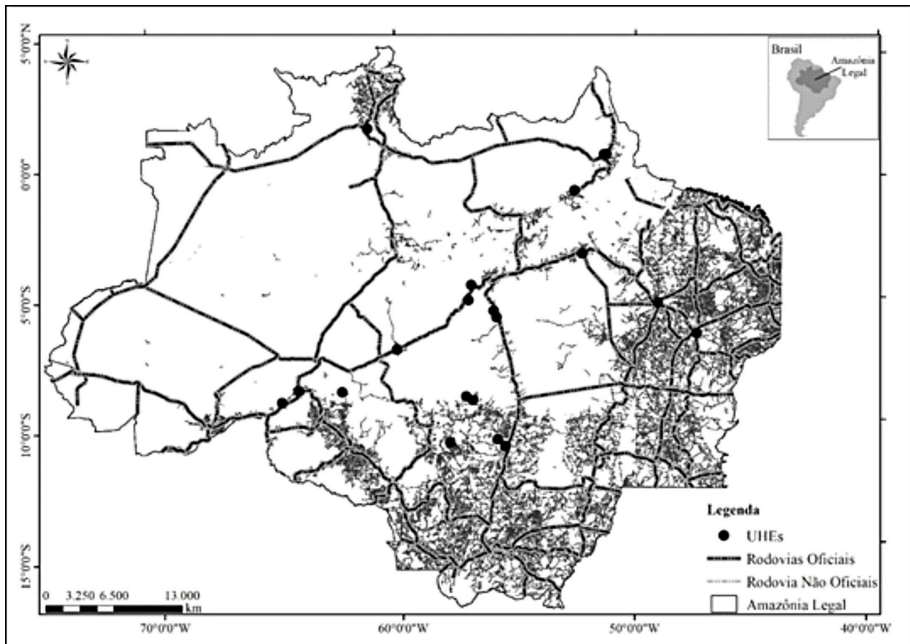 5°0'0"N
0°0'0"
5°0'0"S
10°0'0"S
15°0'0"S
Brasil
Amazônia
Legal
Legenda
UHEs
Rodovias Oficiais
Rodovia Não Oficiais
Amazônia Legal
0 3.250 6.500 13.000
km
70°0'0"W 60°0'0"W 50°0'0"W 40°0'0"W